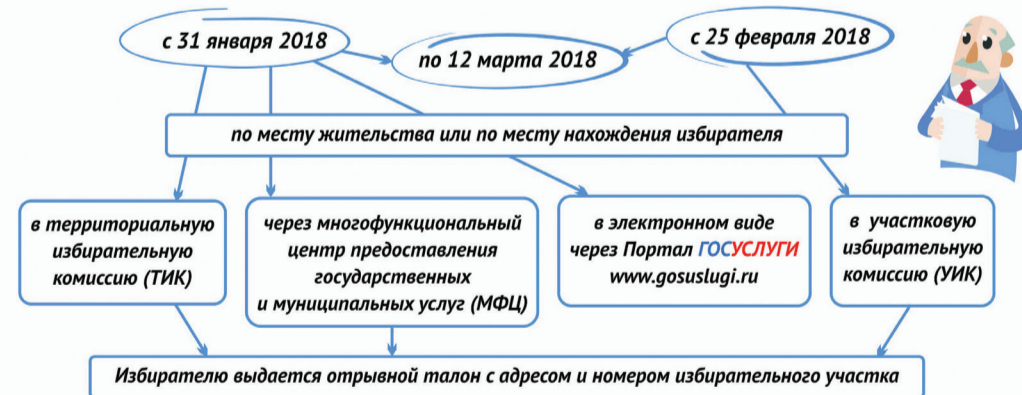 с 31 января 2018
по 12 марта 2018
с 25 февраля 2018
по месту жительства или по месту нахождения избирателя
в территориальную
избирательную
комиссию (ТИК)
через многофункциональный
центр предоставления
государственных
и муниципальных услуг (МФЦ)
в электронном виде
через Портал ГОСУСЛУГИ
www.gosuslugi.ru
в участковую
избирательную
комиссию (УИК)
Избирателю выдается отрывной талон с адресом и номером избирательного участка